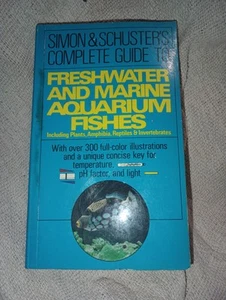 SIMON & SCHUSTER'S
COMPLETE GUIDE TO
FRESHWATER
AND MARINE
AQUARIUM
FISHES
Including Plants, Amphibia, Reptiles & Invertebrates
With over 300 full-color illustrations
and a unique concise key for
temperature,
pH factor, and light